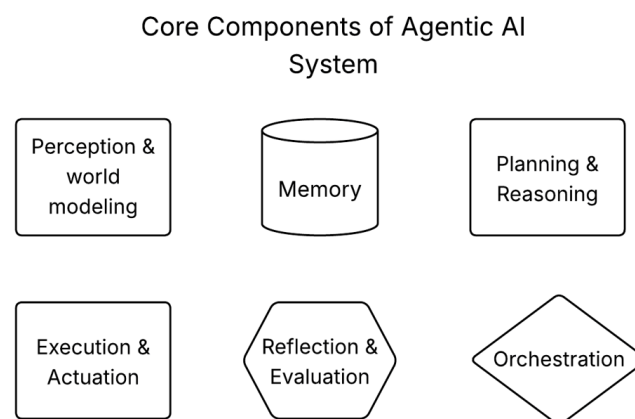 Core Components of Agentic AI
System
Perception &
world
modeling
Memory
Planning &
Reasoning
Execution &
Actuation
Reflection &
Evaluation
Orchestration